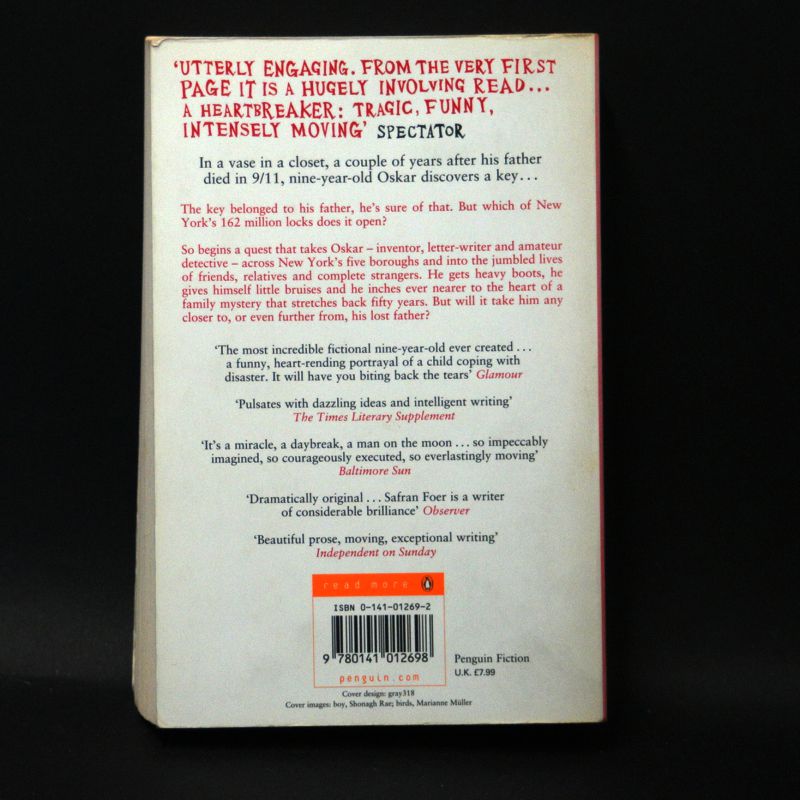 ‘UTTERLY ENGAGING. FROM THE VERY FIRST
PAGE IT IS A HUGELY INVOLVING READ...
A HEARTBREAKER: TRAGIC, FUNNY,
INTENSELY MOVING’ SPECTATOR
In a vase in a closet, a couple of years after his father
died in 9/11, nine-year-old Oskar discovers a key...
The key belonged to his father, he’s sure of that. But which of New
York’s 162 million locks does it open?
So begins a quest that takes Oskar – inventor, letter-writer and amateur
detective – across New York’s five boroughs and into the jumbled lives
of friends, relatives and complete strangers. He gets heavy boots, he
gives himself little bruises and he inches ever nearer to the heart of a
family mystery that stretches back fifty years. But will it take him any
closer to, or even further from, his lost father?
‘The most incredible fictional nine-year-old ever created ...
a funny, heart-rending portrayal of a child coping with
disaster. It will have you biting back the tears’ Glamour
‘Pulsates with dazzling ideas and intelligent writing’
The Times Literary Supplement
‘It’s a miracle, a daybreak, a man on the moon ... so impeccably
imagined, so courageously executed, so everlastingly moving’
Baltimore Sun
‘Dramatically original ... Safran Foer is a writer
of considerable brilliance’ Observer
‘Beautiful prose, moving, exceptional writing’
Independent on Sunday
read more
ISBN 0-141-01269-2
9 780141 012698
penguin.com
Penguin Fiction
U.K. £7.99
Cover design: gray318
Cover images: boy, Shonagh Rae; birds, Marianne Müller